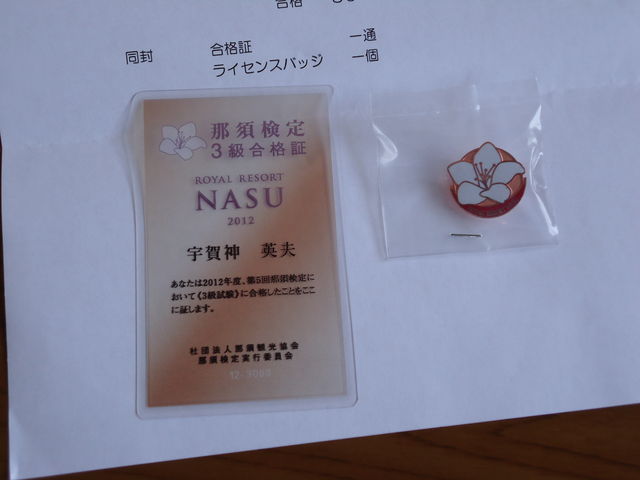 合格
同封 合格証 一通
ライセンスバッジ 一個
那須検定
3級合格証
ROYAL RESORT
NASU
2012
宇賀神 英夫
あなたは2012年度、第5回那須検定に
おいて《3級試験》に合格したことをここ
に証します。
社団法人那須観光協会
那須検定実行委員会
12-3003